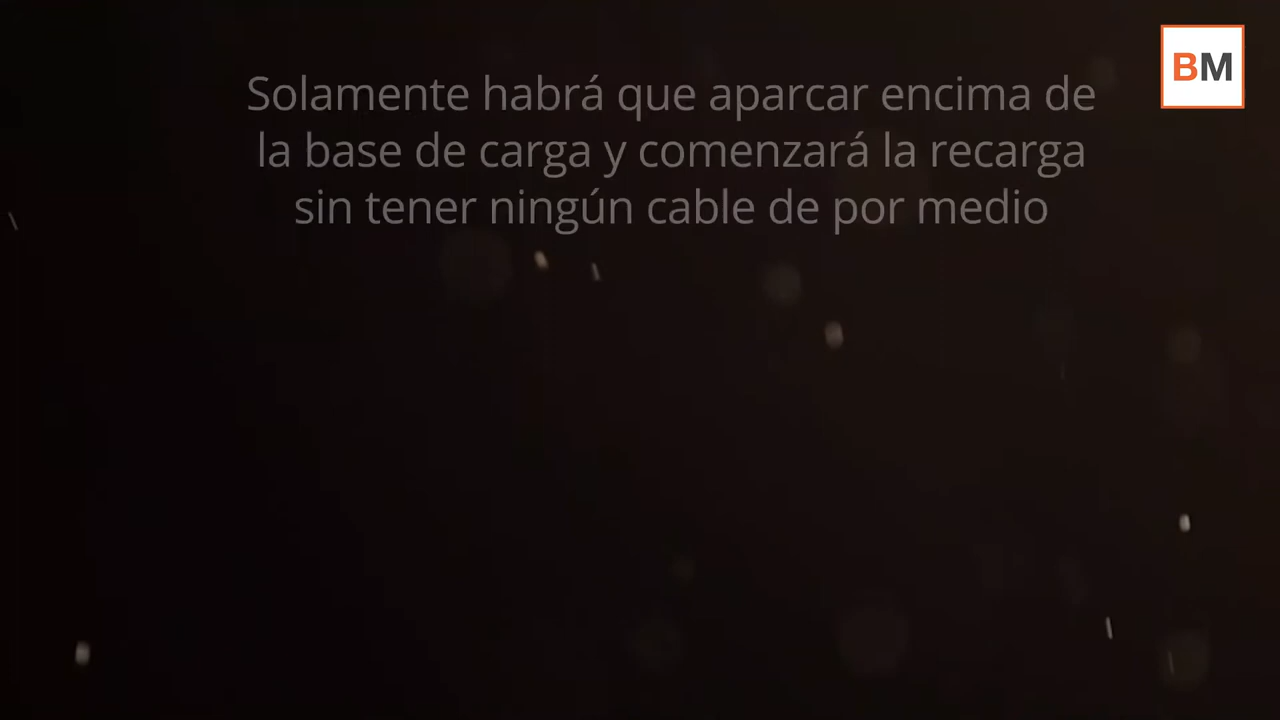 Solamente habrá que aparcar encima de
la base de carga y comenzará la recarga
sin tener ningún cable de por medio
BM